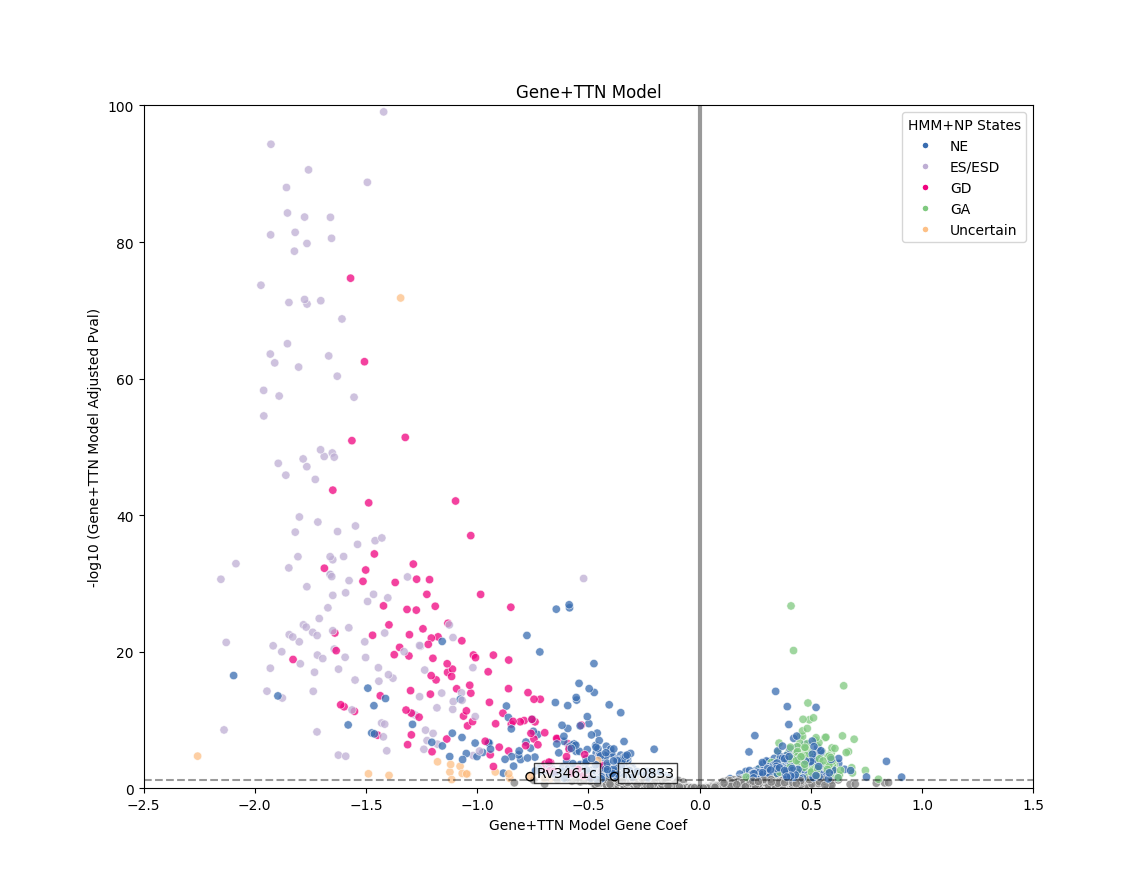 Gene+TTN Model
HMM+NP States
NE
ES/ESD
GD
GA
Uncertain
100
80
60
40
20
0
-log10 (Gene+TTN Model Adjusted Pval)
Rv3461c
Rv0833
−2.5
−2.0
−1.5
−1.0
−0.5
0.0
0.5
1.0
1.5
Gene+TTN Model Gene Coef